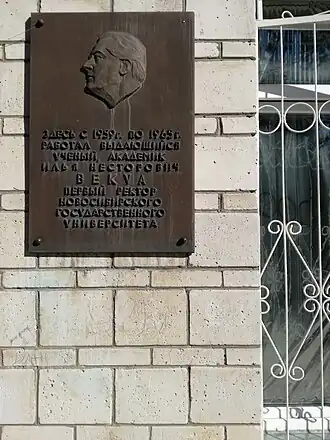 ЗДЕСЬ С 1959г. ПО 1965г.
РАБОТАЛ ВЫДАЮЩИЙСЯ
УЧЕНЫЙ, АКАДЕМИК
ИЛЬЯ НЕСТОРОВИЧ
ВЕКУА
ПЕРВЫЙ РЕКТОР
НОВОСИБИРСКОГО
ГОСУДАРСТВЕННОГО
УНИВЕРСИТЕТА